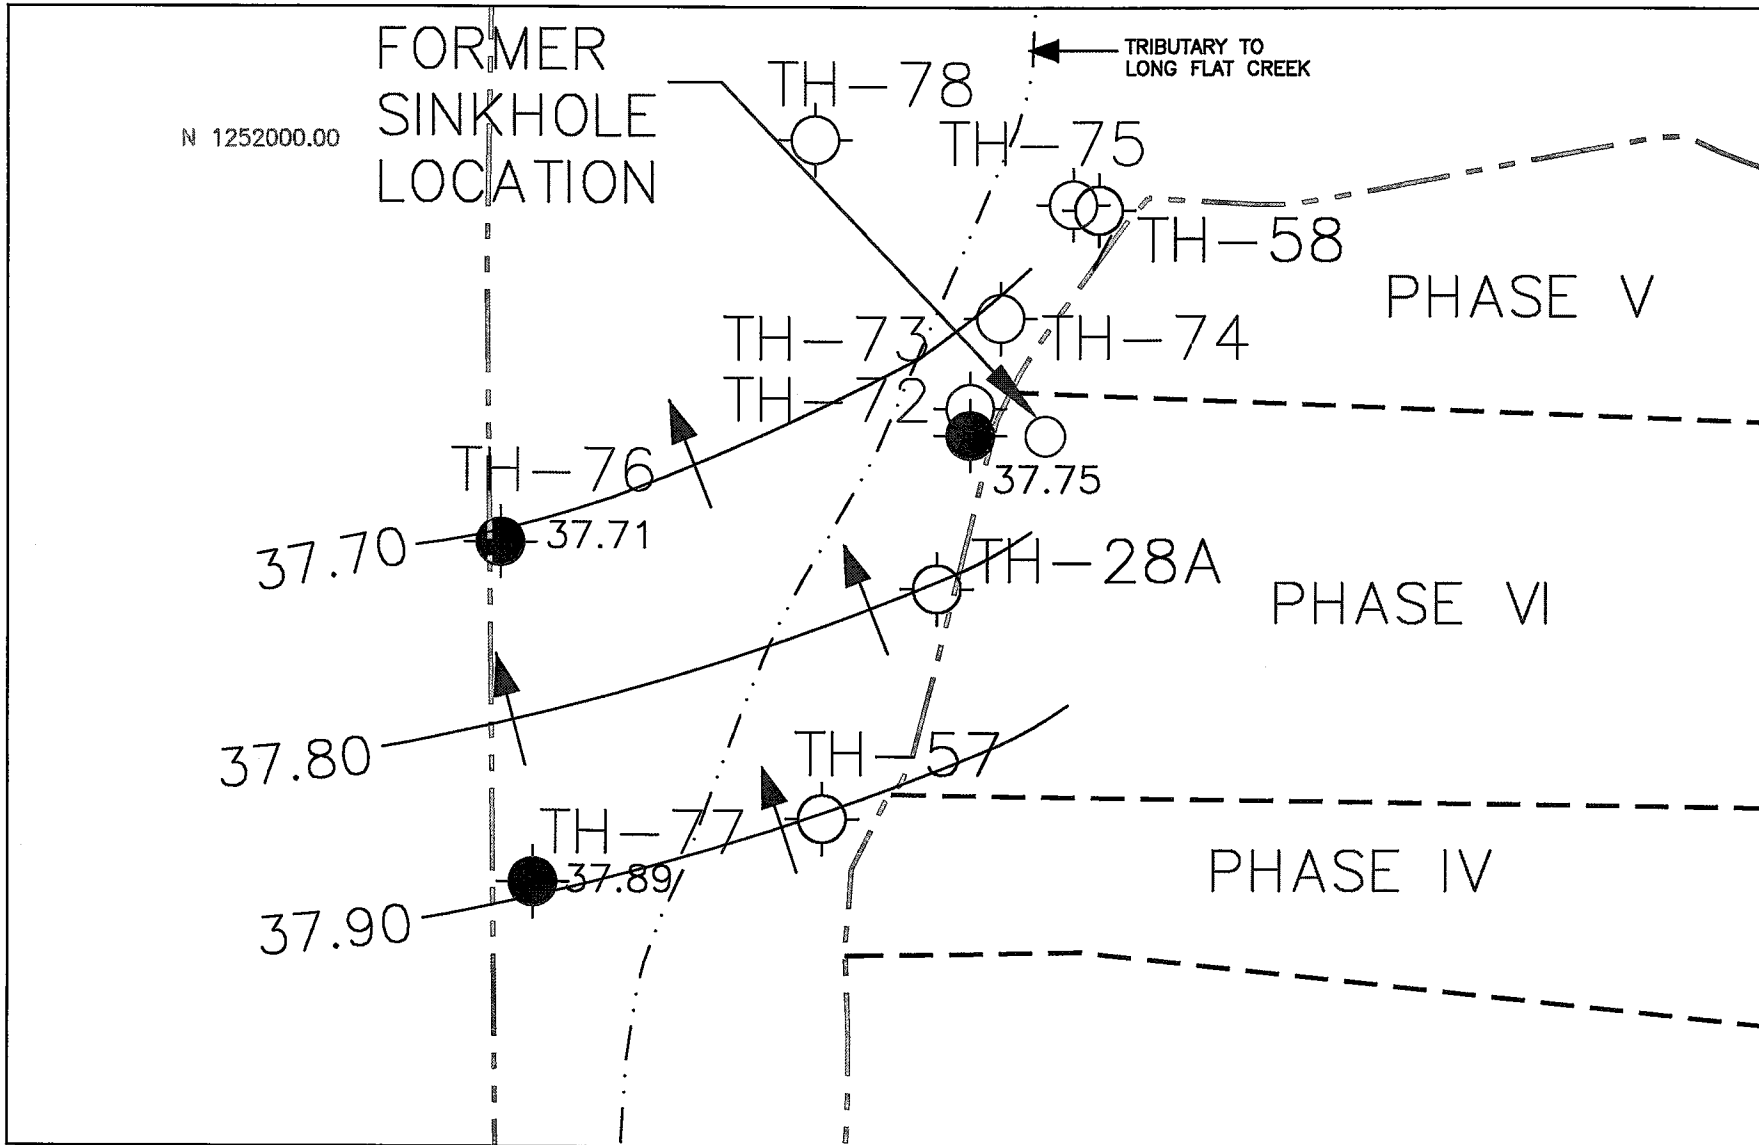 FORMER
SINKHOLE
LOCATION
TRIBUTARY TO
LONG FLAT CREEK
TH-78
N 1252000.00
TH-75
TH-58
PHASE V
TH-73
TH-74
TH-72
TH-76
37.75
37.71
37.70
TH-28A
PHASE VI
37.80
TH-57
TH-77
37.89
PHASE IV
37.90